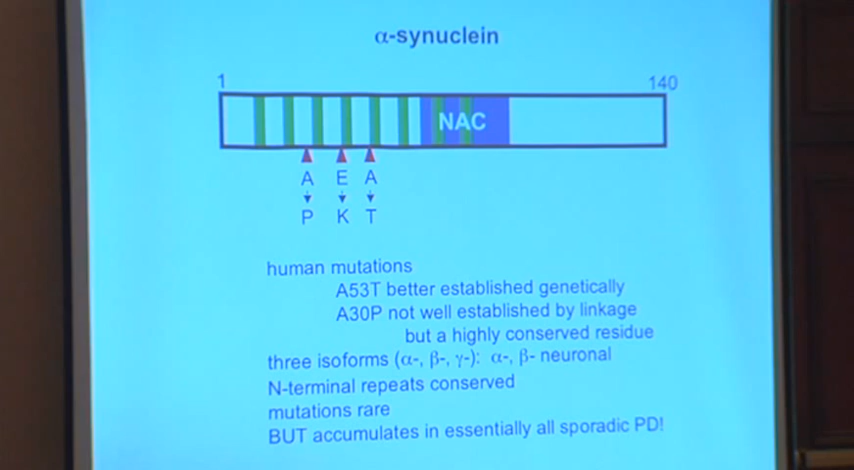 α-synuclein
1 140
NAC
A E A
P K T
human mutations
A53T better established genetically
A30P not well established by linkage
but a highly conserved residue
three isoforms (α-, β-, γ-): α-, β- neuronal
N-terminal repeats conserved
mutations rare
BUT accumulates in essentially all sporadic PD!